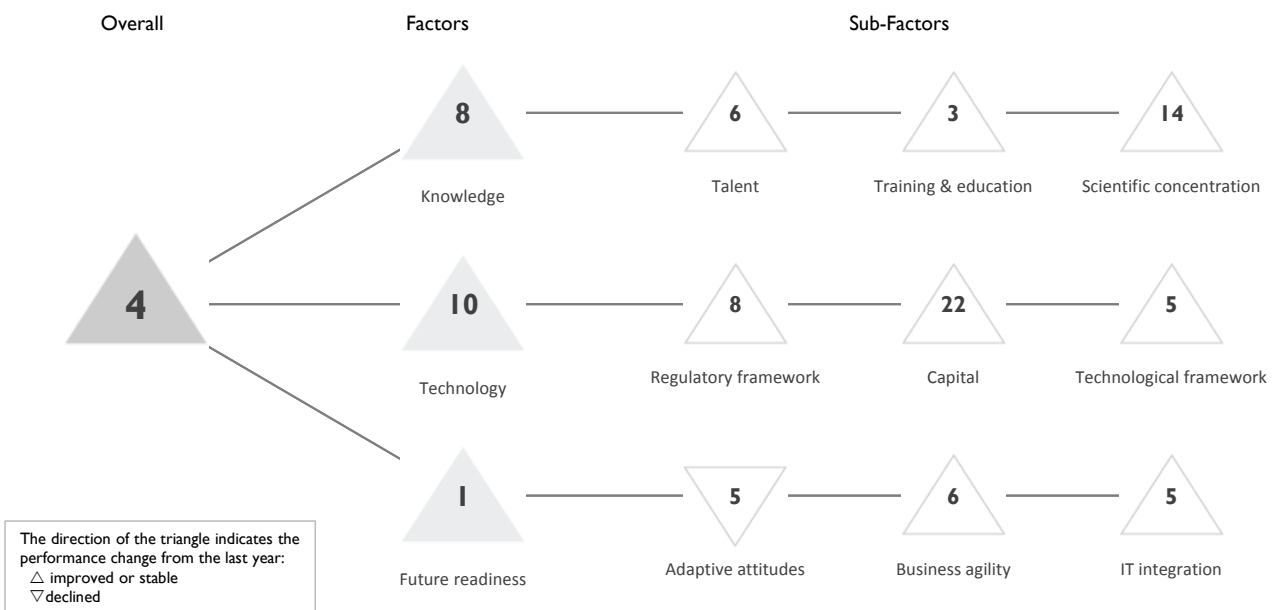 Overall
Factors
Sub-Factors
8
6
3
14
Knowledge
Talent
Training & education
Scientific concentration
4
10
8
22
5
Technology
Regulatory framework
Capital
Technological framework
1
5
6
5
Future readiness
Adaptive attitudes
Business agility
IT integration
The direction of the triangle indicates the
performance change from the last year:
△ improved or stable
▽ declined